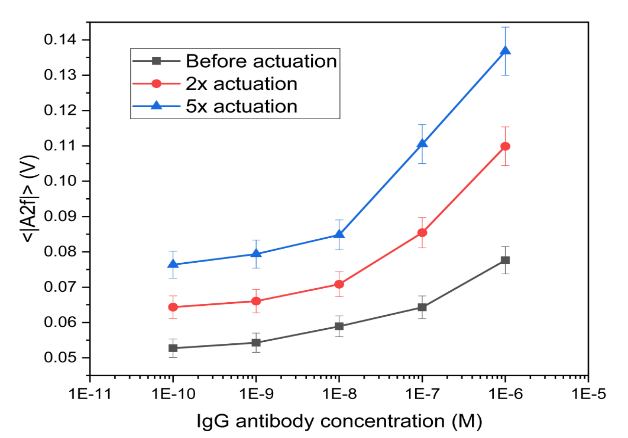 0.14
0.13
0.12
0.11
0.10
0.09
0.08
0.07
0.06
0.05
<|A2f|> (V)
Before actuation
2x actuation
5x actuation
1E-11 1E-10 1E-9 1E-8 1E-7 1E-6 1E-5
IgG antibody concentration (M)